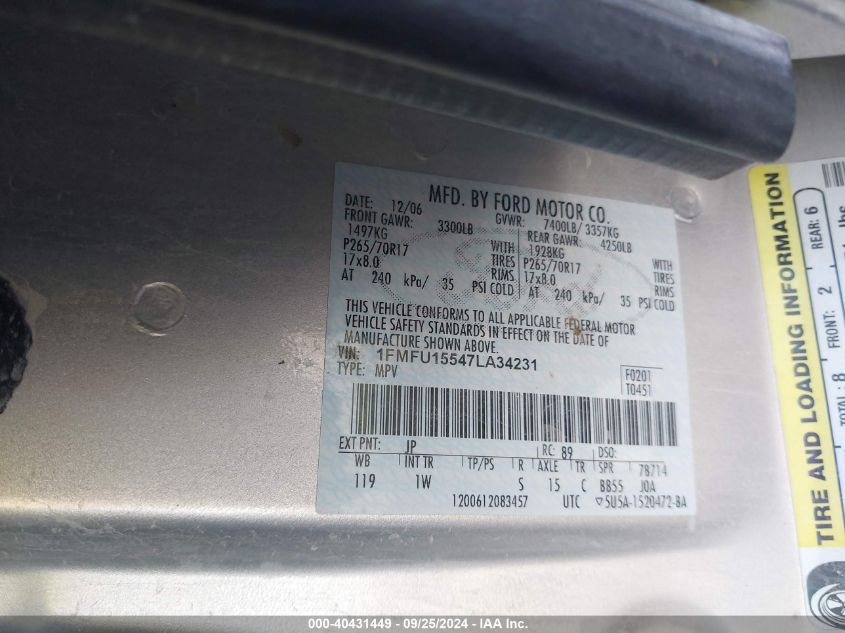 MFD. BY FORD MOTOR CO.
DATE: 12/06 GVWR: 7400LB/ 3357KG
FRONT GAWR: 3300LB REAR GAWR: 4250LB
1497KG WITH 1928KG WITH
P265/70R17 TIRES P265/70R17 TIRES
17x8.0 RIMS 17x8.0 RIMS
AT 240 kPa/ 35 PSI COLD AT 240 kPa/ 35 PSI COLD
THIS VEHICLE CONFORMS TO ALL APPLICABLE FEDERAL MOTOR
VEHICLE SAFETY STANDARDS IN EFFECT ON THE DATE OF
MANUFACTURE SHOWN ABOVE.
VIN: 1FMFU15547LA34231
TYPE: MPV
F0201
T0451
EXT PNT: JP RC: 89 DSO:
WB INT TR TP/PS R AXLE TR SPR 78714
119 1W S 15 C BB55 JOA
1200612083457 UTC ▽5U5A-1520472-BA
TIRE AND LOADING INFORMATION
TOTAL: 8 FRONT: 2 REAR: 6
lbs
000-40431449 - 09/25/2024 - IAA Inc.